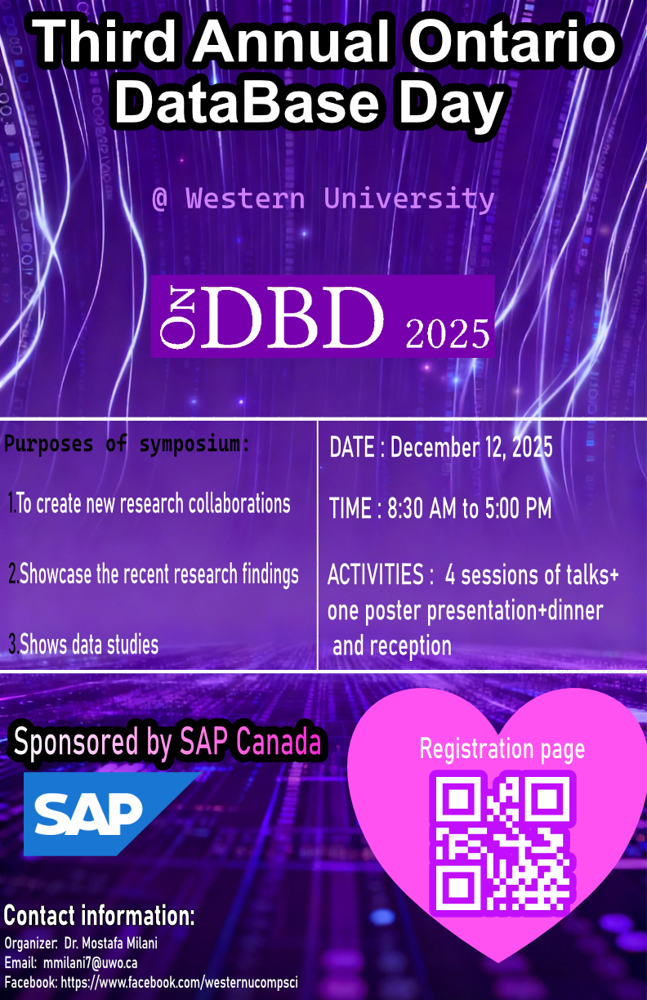 Third Annual Ontario
DataBase Day
@ Western University
ON DBD 2025
Purposes of symposium:
1.To create new research collaborations
2.Showcase the recent research findings
3.Shows data studies
DATE : December 12, 2025
TIME : 8:30 AM to 5:00 PM
ACTIVITIES : 4 sessions of talks+
one poster presentation+dinner
and reception
Sponsored by SAP Canada
SAP
Registration page
Contact information:
Organizer: Dr. Mostafa Milani
Email: mmilani7@uwo.ca
Facebook: https://www.facebook.com/westernucompsci